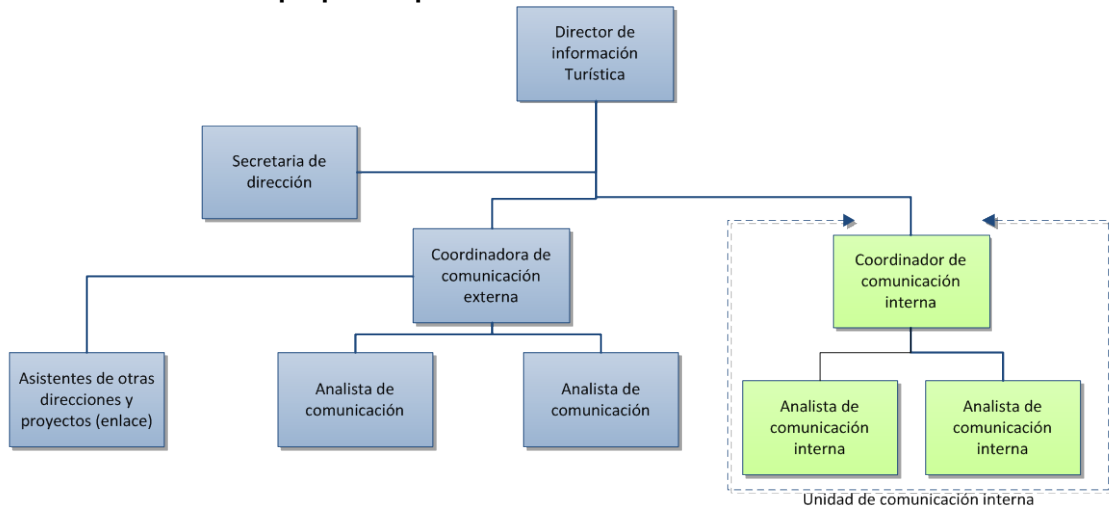 Director de
información
Turística
Secretaria de
dirección
Coordinadora de
comunicación
externa
Coordinador de
comunicación
interna
Asistentes de otras
direcciones y
proyectos (enlace)
Analista de
comunicación
Analista de
comunicación
Analista de
comunicación
interna
Analista de
comunicación
interna
Unidad de comunicación interna